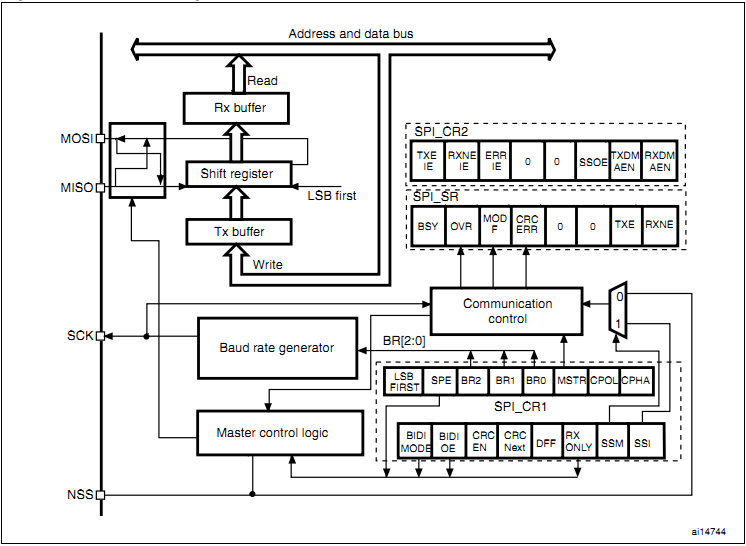 Address and data bus
Read
Rx buffer
MOSI
MISO
Shift register
LSB first
Tx buffer
Write
SPI_CR2
TXE IE
RXNE IE
ERR IE
0
0
SSOE
TXDM AEN
RXDM AEN
SPI_SR
BSY
OVR
MOD F
CRC ERR
0
0
TXE
RXNE
Communication
control
0
1
SCK
Baud rate generator
BR[2:0]
LSB FIRST
SPE
BR2
BR1
BR0
MSTR
CPOL
CPHA
SPI_CR1
Master control logic
BIDI MODE
BIDI OE
CRC EN
CRC Next
DFF
RX ONLY
SSM
SSI
NSS
ai14744